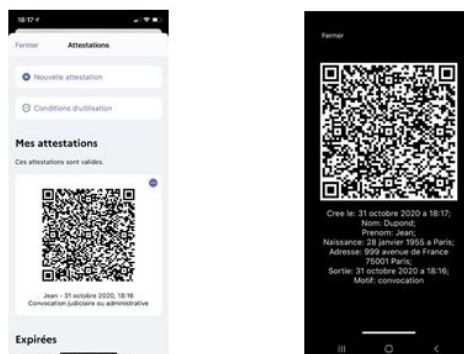 18:17
Fermer
Attestations
Nouvelle attestation
Conditions d'utilisation
Mes attestations
Ces attestations sont valides.
Jean - 31 octobre 2020, 18:16
Convocation judiciaire ou administrative
Expirées
Fermer
Cree le: 31 octobre 2020 a 18:17;
Nom: Dupond;
Prenom: Jean;
Naissance: 28 janvier 1955 a Paris;
Adresse: 999 avenue de France
75001 Paris;
Sortie: 31 octobre 2020 a 18:16;
Motif: convocation